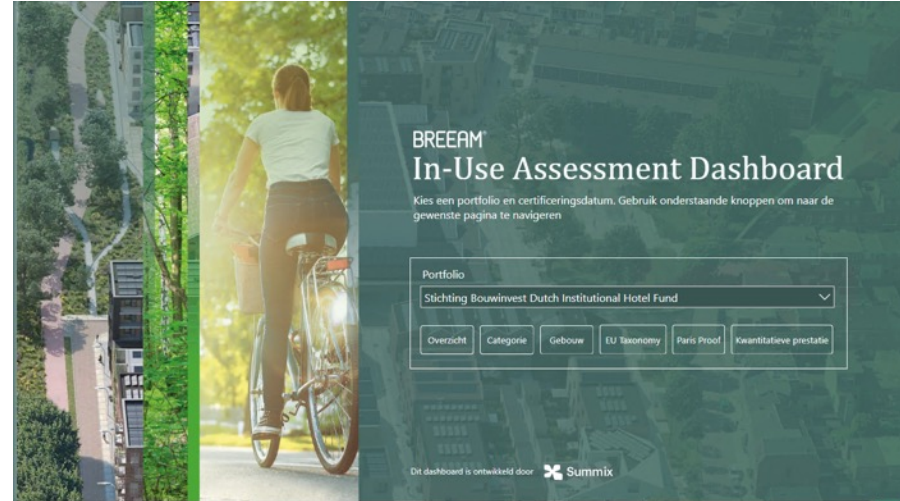 BREEAM®
In-Use Assessment Dashboard
Kies een portfolio en certificeringsdatum. Gebruik onderstaande knoppen om naar de
gewenste pagina te navigeren
Portfolio
Stichting Bouwinvest Dutch Institutional Hotel Fund
Overzicht Categorie Gebouw EU Taxonomy Paris Proof Kwantitatieve prestatie
Dit dashboard is ontwikkeld door Summix